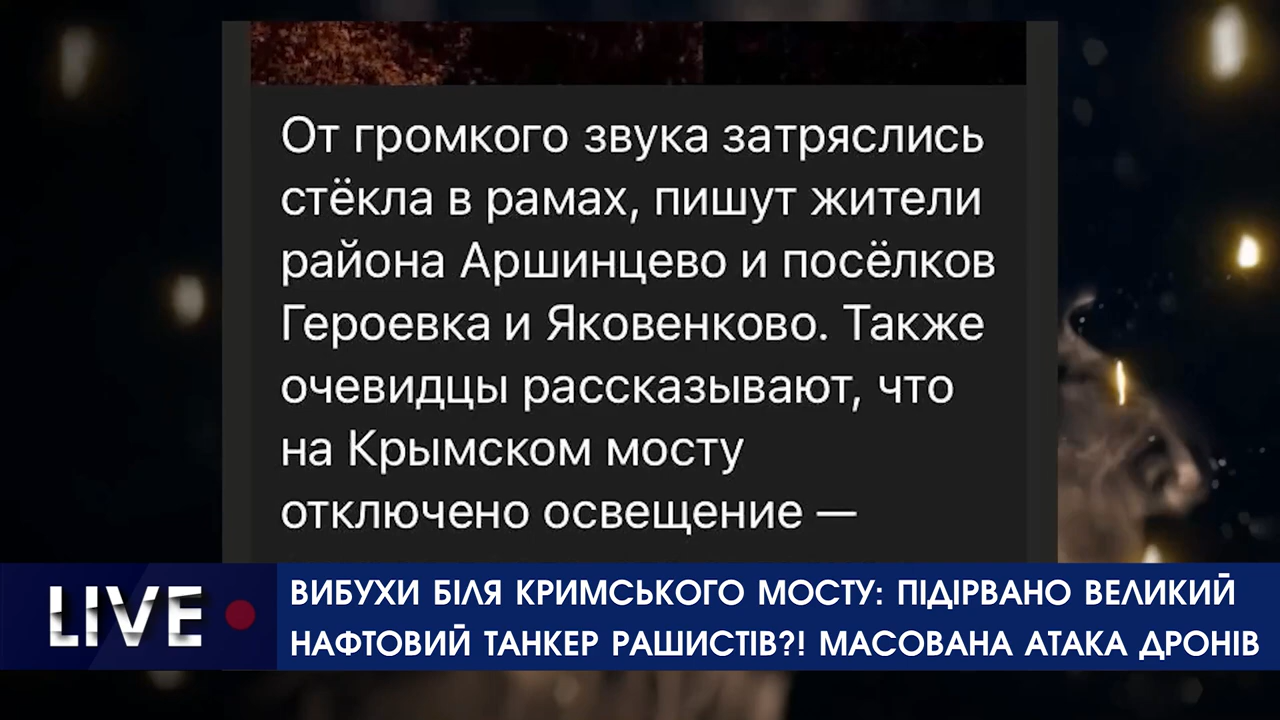 От громкого звука затряслись
стёкла в рамах, пишут жители
района Аршинцево и посёлков
Героевка и Яковенково. Также
очевидцы рассказывают, что
на Крымском мосту
отключено освещение —
LIVE
ВИБУХИ БІЛЯ КРИМСЬКОГО МОСТУ: ПІДІРВАНО ВЕЛИКИЙ
НАФТОВИЙ ТАНКЕР РАШИСТІВ?! МАСОВАНА АТАКА ДРОНІВ